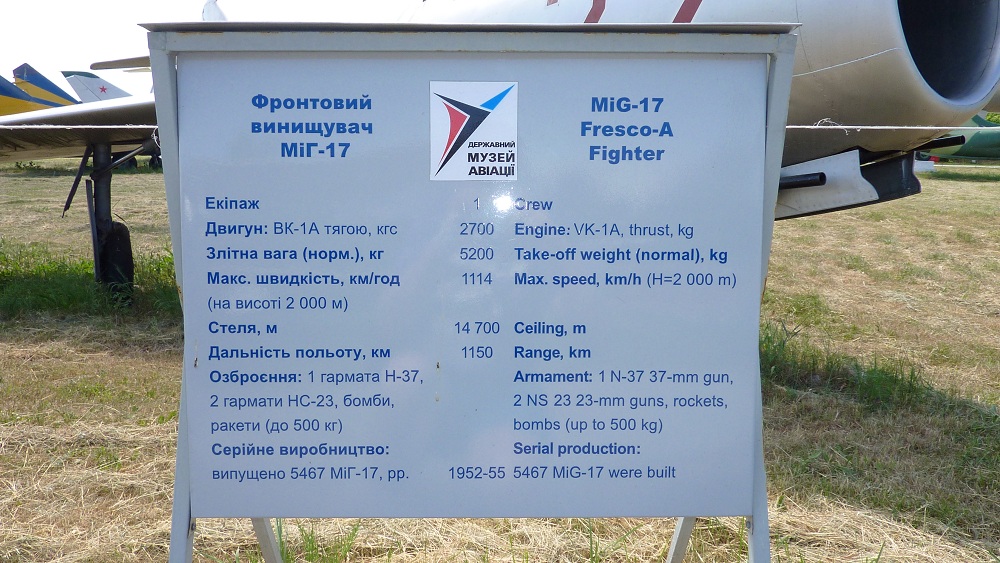 Фронтовий
винищувач
МіГ-17
ДЕРЖАВНИЙ
МУЗЕЙ
АВІАЦІЇ
MiG-17
Fresco-A
Fighter
Екіпаж 1 Crew
Двигун: ВК-1А тягою, кгс 2700 Engine: VK-1A, thrust, kg
Злітна вага (норм.), кг 5200 Take-off weight (normal), kg
Макс. швидкість, км/год 1114 Max. speed, km/h (H=2 000 m)
(на висоті 2 000 м)
Стеля, м 14 700 Ceiling, m
Дальність польоту, км 1150 Range, km
Озброєння: 1 гармата Н-37, Armament: 1 N-37 37-mm gun,
2 гармати НС-23, бомби, 2 NS 23 23-mm guns, rockets,
ракети (до 500 кг) bombs (up to 500 kg)
Серійне виробництво: Serial production:
випущено 5467 МіГ-17, рр. 1952-55 5467 MiG-17 were built